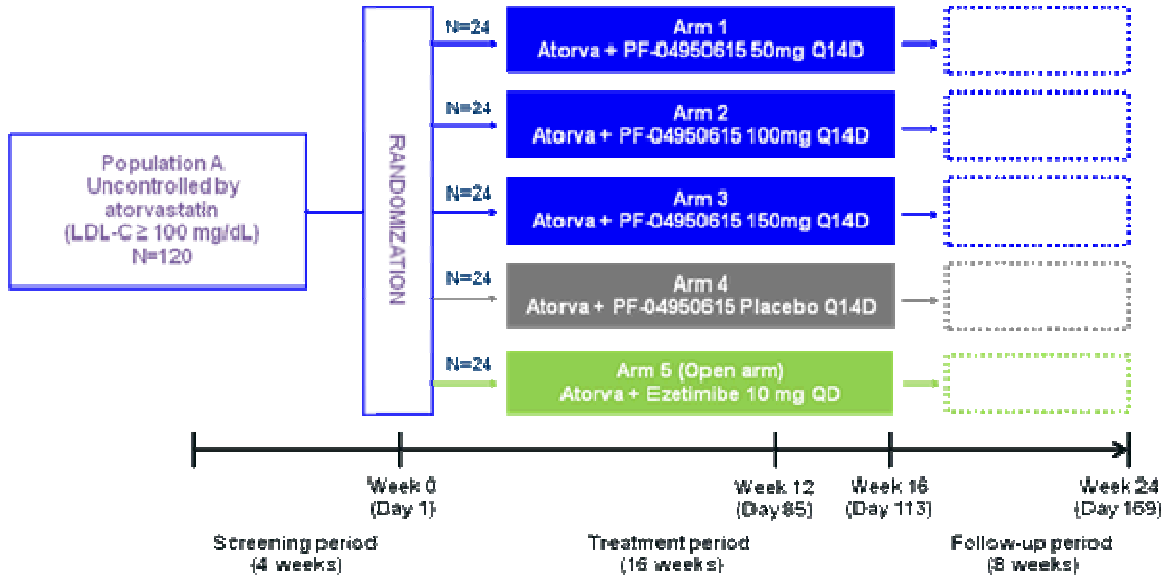 Population A
Uncontrolled by
atorvastatin
(LDL-C ≥ 100 mg/dL)
N=120
RANDOMIZATION
N=24
Arm 1
Atorva + PF-04950615 50mg Q14D
N=24
Arm 2
Atorva + PF-04950615 100mg Q14D
N=24
Arm 3
Atorva + PF-04950615 150mg Q14D
N=24
Arm 4
Atorva + PF-04950615 Placebo Q14D
N=24
Arm 5 (Open arm)
Atorva + Ezetimibe 10 mg QD
Week 0
(Day 1)
Week 12
(Day 85)
Week 16
(Day 113)
Week 24
(Day 169)
Screening period
(4 weeks)
Treatment period
(16 weeks)
Follow-up period
(8 weeks)